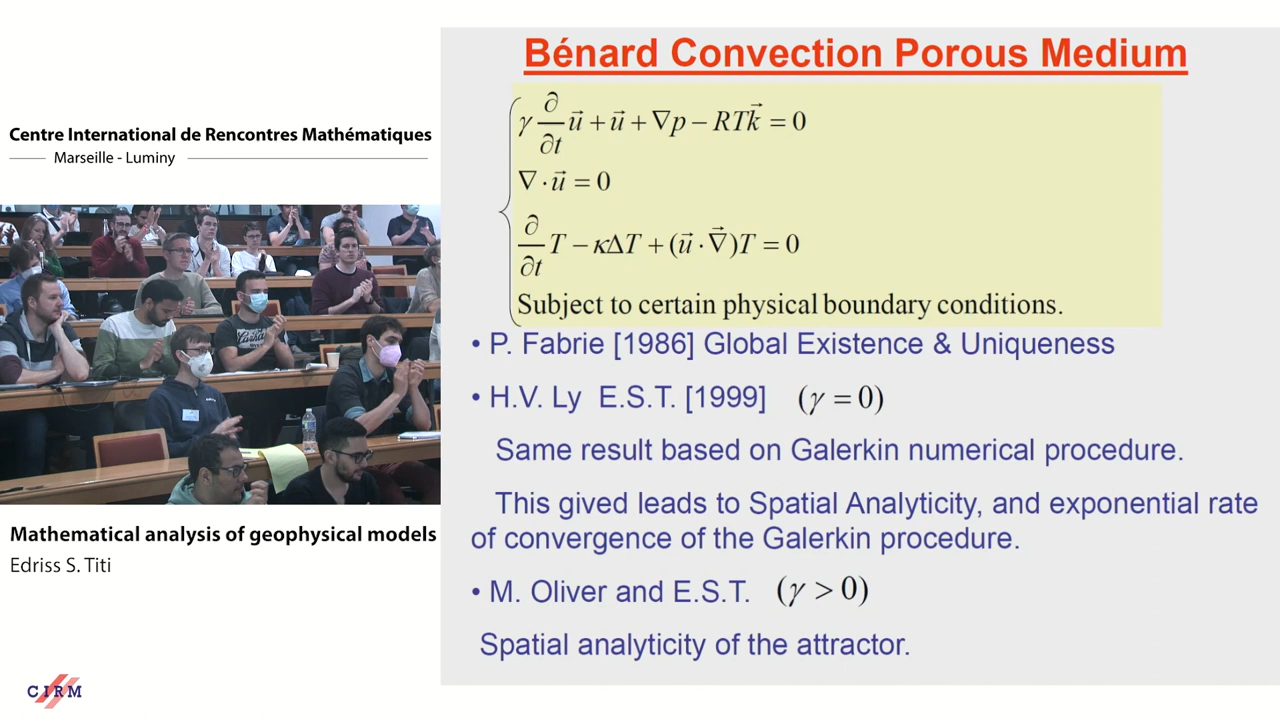 Centre International de Rencontres Mathématiques
Marseille - Luminy
Mathematical analysis of geophysical models
Edriss S. Titi
CIRM
Bénard Convection Porous Medium
γ ∂/∂t u⃗ + u⃗ + ∇p − RTk⃗ = 0
∇ · u⃗ = 0
∂/∂t T − κΔT + (u⃗ · ∇⃗)T = 0
Subject to certain physical boundary conditions.
• P. Fabrie [1986] Global Existence & Uniqueness
• H.V. Ly E.S.T. [1999] (γ = 0)
Same result based on Galerkin numerical procedure.
This gived leads to Spatial Analyticity, and exponential rate
of convergence of the Galerkin procedure.
• M. Oliver and E.S.T. (γ > 0)
Spatial analyticity of the attractor.